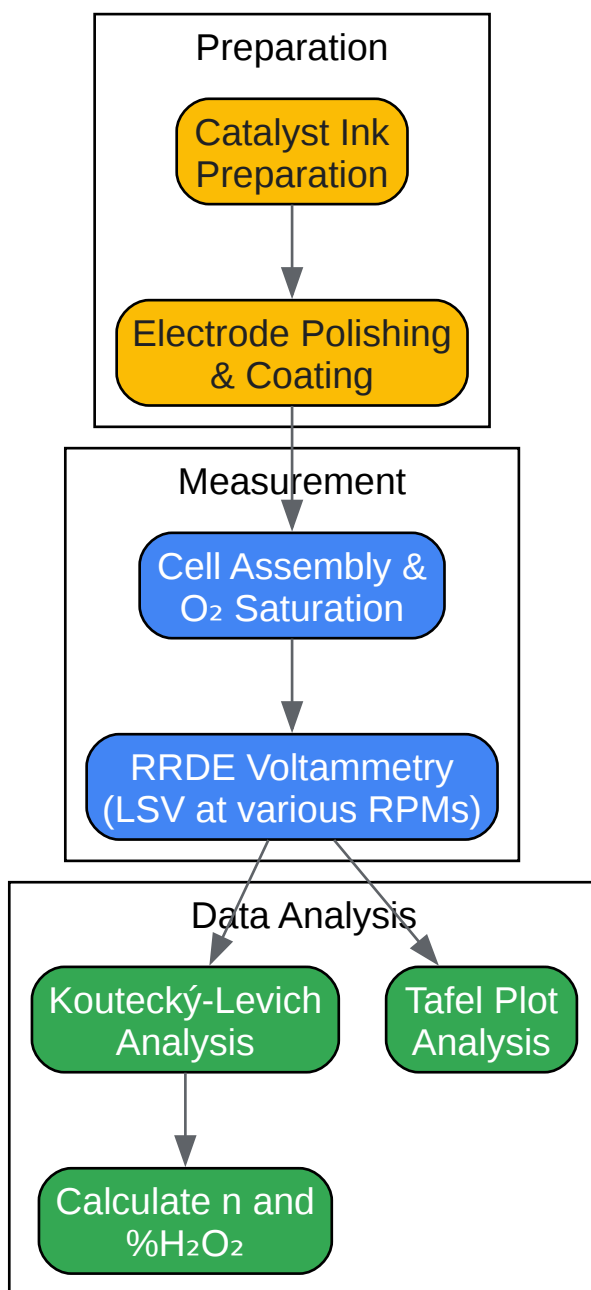 Preparation
Catalyst Ink
Preparation
Electrode Polishing
& Coating
Measurement
Cell Assembly &
O₂ Saturation
RRDE Voltammetry
(LSV at various RPMs)
Data Analysis
Koutecký-Levich
Analysis
Tafel Plot
Analysis
Calculate n and
%H₂O₂